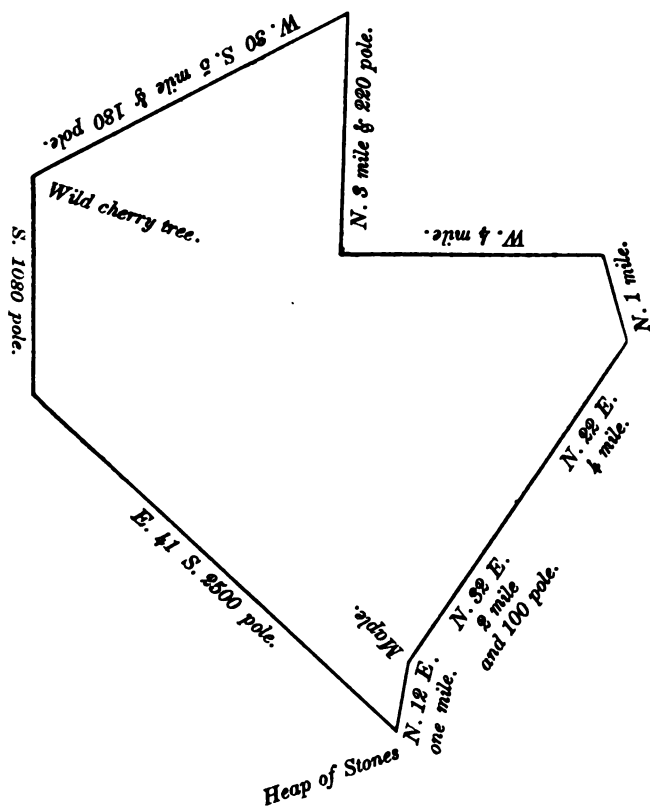 W. 30 S. 5 mile & 180 pole.
N. 3 mile & 220 pole.
Wild cherry tree.
W. 4 mile.
S. 1080 pole.
N. 1 mile.
N. 22 E.
4 mile.
E. 41 S. 2500 pole.
N. 32 E.
2 mile
and 100 pole.
Maple.
N. 12 E.
one mile.
Heap of Stones